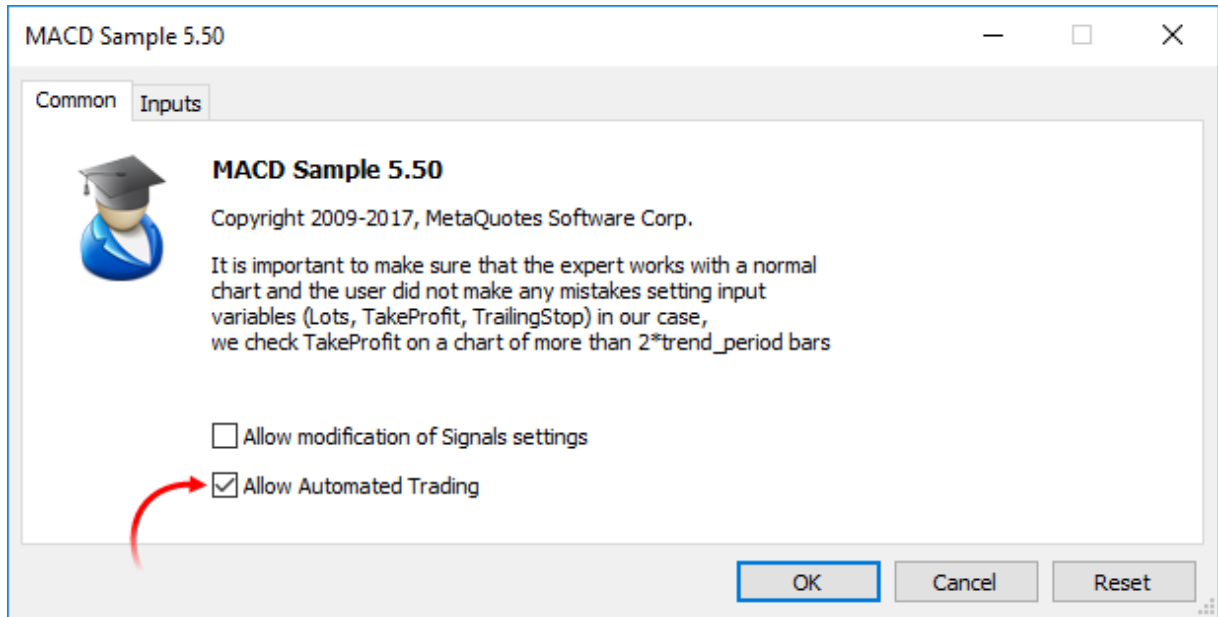 MACD Sample 5.50
Common Inputs
MACD Sample 5.50
Copyright 2009-2017, MetaQuotes Software Corp.
It is important to make sure that the expert works with a normal
chart and the user did not make any mistakes setting input
variables (Lots, TakeProfit, TrailingStop) in our case,
we check TakeProfit on a chart of more than 2*trend_period bars
Allow modification of Signals settings
Allow Automated Trading
OK Cancel Reset